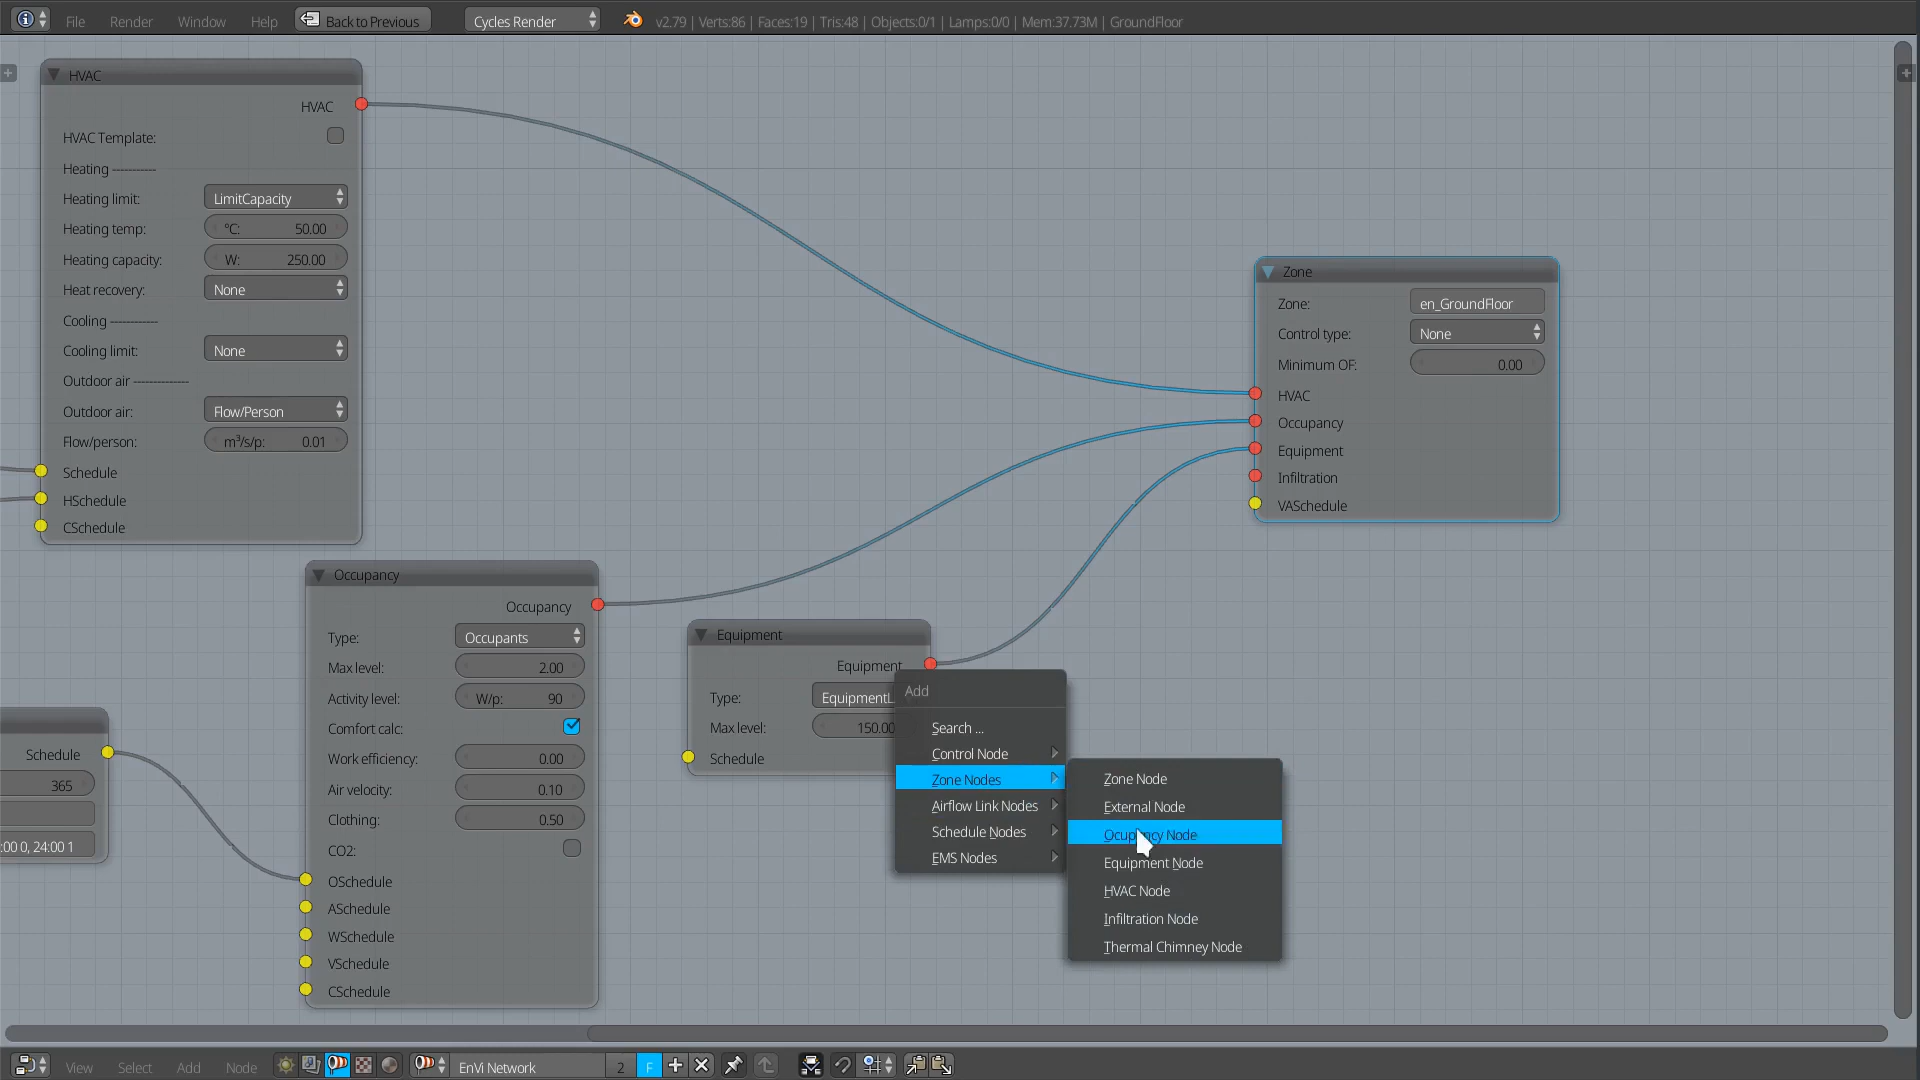 File Render Window Help Back to Previous Cycles Render v2.79 | Verts:86 | Faces:19 | Tris:48 | Objects:0/1 | Lamps:0/0 | Mem:37.73M | GroundFloor
HVAC
HVAC
HVAC Template:
Heating -----------
Heating limit: LimitCapacity
Heating temp: °C: 50.00
Heating capacity: W: 250.00
Heat recovery: None
Cooling ------------
Cooling limit: None
Outdoor air --------------
Outdoor air: Flow/Person
Flow/person: m³/s/p: 0.01
Schedule
HSchedule
CSchedule
Zone
Zone: en_GroundFloor
Control type: None
Minimum OF: 0.00
HVAC
Occupancy
Equipment
Infiltration
VASchedule
Occupancy
Occupancy
Type: Occupants
Max level: 2.00
Activity level: W/p: 90
Comfort calc:
Work efficiency: 0.00
Air velocity: 0.10
Clothing: 0.50
CO2:
OSchedule
ASchedule
WSchedule
VSchedule
CSchedule
Schedule
365
:00 0, 24:00 1
Equipment
Equipment
Type: EquipmentL
Max level: 150.00
Schedule
Add
Search ...
Control Node
Zone Nodes
Airflow Link Nodes
Schedule Nodes
EMS Nodes
Zone Node
External Node
Ocupancy Node
Equipment Node
HVAC Node
Infiltration Node
Thermal Chimney Node
View Select Add Node EnVi Network 2 F